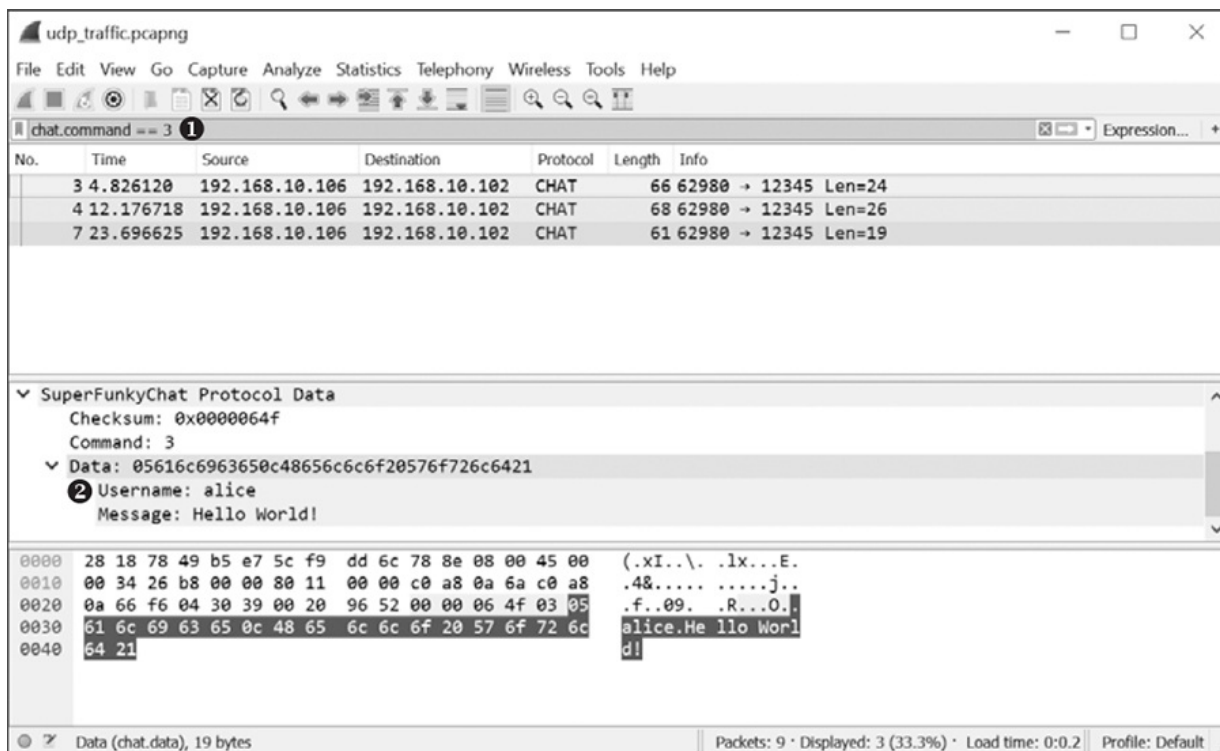 udp_traffic.pcapng
File Edit View Go Capture Analyze Statistics Telephony Wireless Tools Help
chat.command == 3 ❶ Expression... +
No. Time Source Destination Protocol Length Info
3 4.826120 192.168.10.106 192.168.10.102 CHAT 66 62980 → 12345 Len=24
4 12.176718 192.168.10.106 192.168.10.102 CHAT 68 62980 → 12345 Len=26
7 23.696625 192.168.10.106 192.168.10.102 CHAT 61 62980 → 12345 Len=19
SuperFunkyChat Protocol Data
Checksum: 0x0000064f
Command: 3
Data: 05616c6963650c48656c6c6f20576f726c6421
❷ Username: alice
Message: Hello World!
0000 28 18 78 49 b5 e7 5c f9 dd 6c 78 8e 08 00 45 00 (.xI..\. .lx...E.
0010 00 34 26 b8 00 00 80 11 00 00 c0 a8 0a 6a c0 a8 .4&..... .....j..
0020 0a 66 f6 04 30 39 00 20 96 52 00 00 06 4f 03 05 .f..09. .R...O..
0030 61 6c 69 63 65 0c 48 65 6c 6c 6f 20 57 6f 72 6c alice.He llo Worl
0040 64 21 d!
Data (chat.data), 19 bytes Packets: 9 · Displayed: 3 (33.3%) · Load time: 0:0.2 Profile: Default